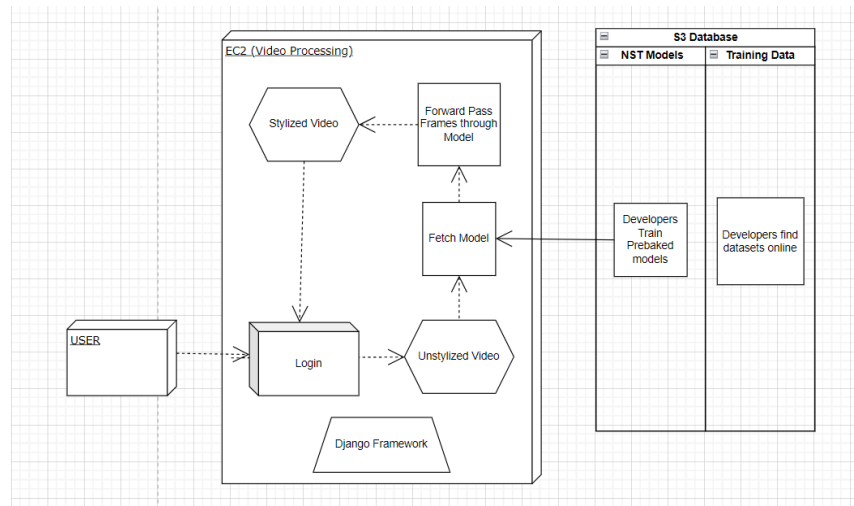 EC2 (Video Processing)
Stylized Video
Forward Pass
Frames through
Model
Fetch Model
USER
Login
Unstylized Video
Django Framework
S3 Database
NST Models
Training Data
Developers
Train
Prebaked
models
Developers find
datasets online